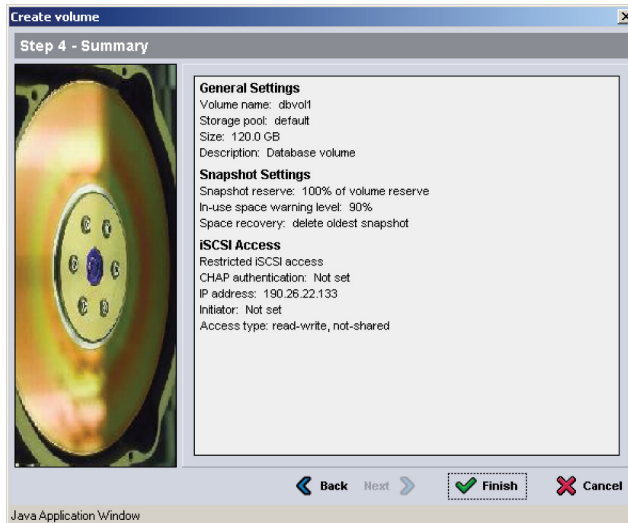 Create volume
Step 4 - Summary
General Settings
Volume name: dbvol1
Storage pool: default
Size: 120.0 GB
Description: Database volume
Snapshot Settings
Snapshot reserve: 100% of volume reserve
In-use space warning level: 90%
Space recovery: delete oldest snapshot
iSCSI Access
Restricted iSCSI access
CHAP authentication: Not set
IP address: 190.26.22.133
Initiator: Not set
Access type: read-write, not-shared
Back Next Finish Cancel
Java Application Window